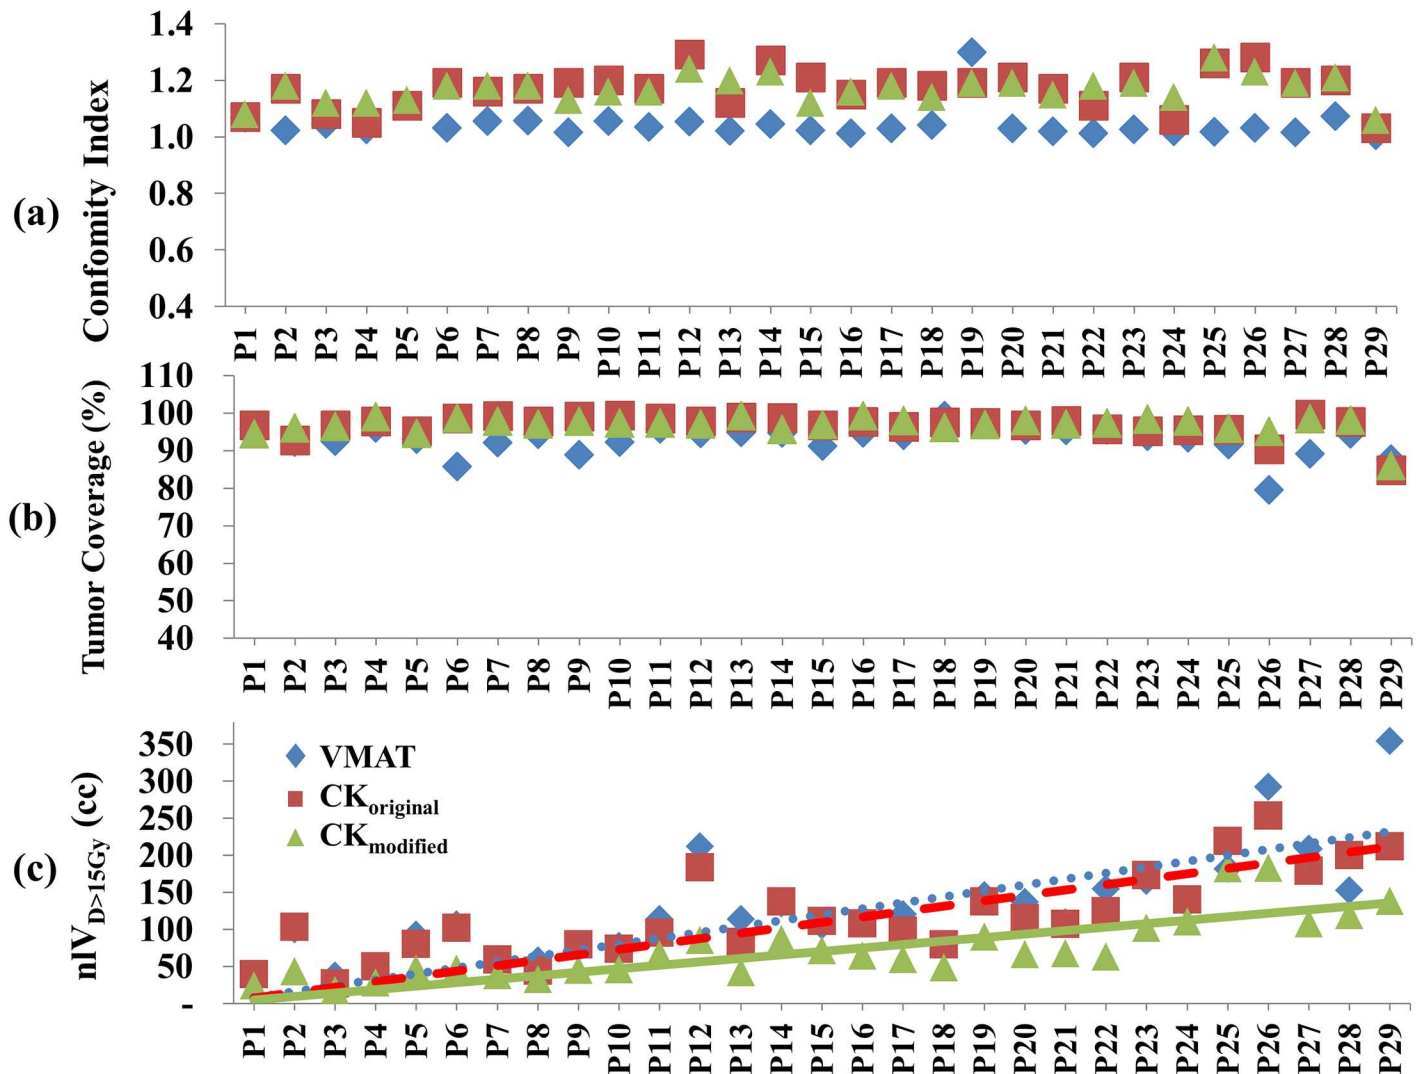 (a)
Confomity Index
1.4
1.2
1.0
0.8
0.6
0.4
P1 P2 P3 P4 P5 P6 P7 P8 P9 P10 P11 P12 P13 P14 P15 P16 P17 P18 P19 P20 P21 P22 P23 P24 P25 P26 P27 P28 P29
(b)
Tumor Coverage (%)
110
100
90
80
70
60
50
40
P1 P2 P3 P4 P5 P6 P7 P8 P9 P10 P11 P12 P13 P14 P15 P16 P17 P18 P19 P20 P21 P22 P23 P24 P25 P26 P27 P28 P29
(c)
nIV D>15Gy (cc)
350
300
250
200
150
100
50
-
VMAT
CK original
CK modified
P1 P2 P3 P4 P5 P6 P7 P8 P9 P10 P11 P12 P13 P14 P15 P16 P17 P18 P19 P20 P21 P22 P23 P24 P25 P26 P27 P28 P29